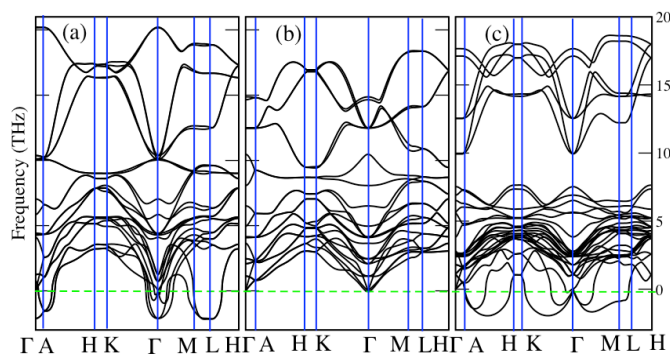 (a) (b) (c)
20
15
10
5
0
Frequency (THz)
Γ A H K Γ M L H Γ A H K Γ M L H Γ A H K Γ M L H